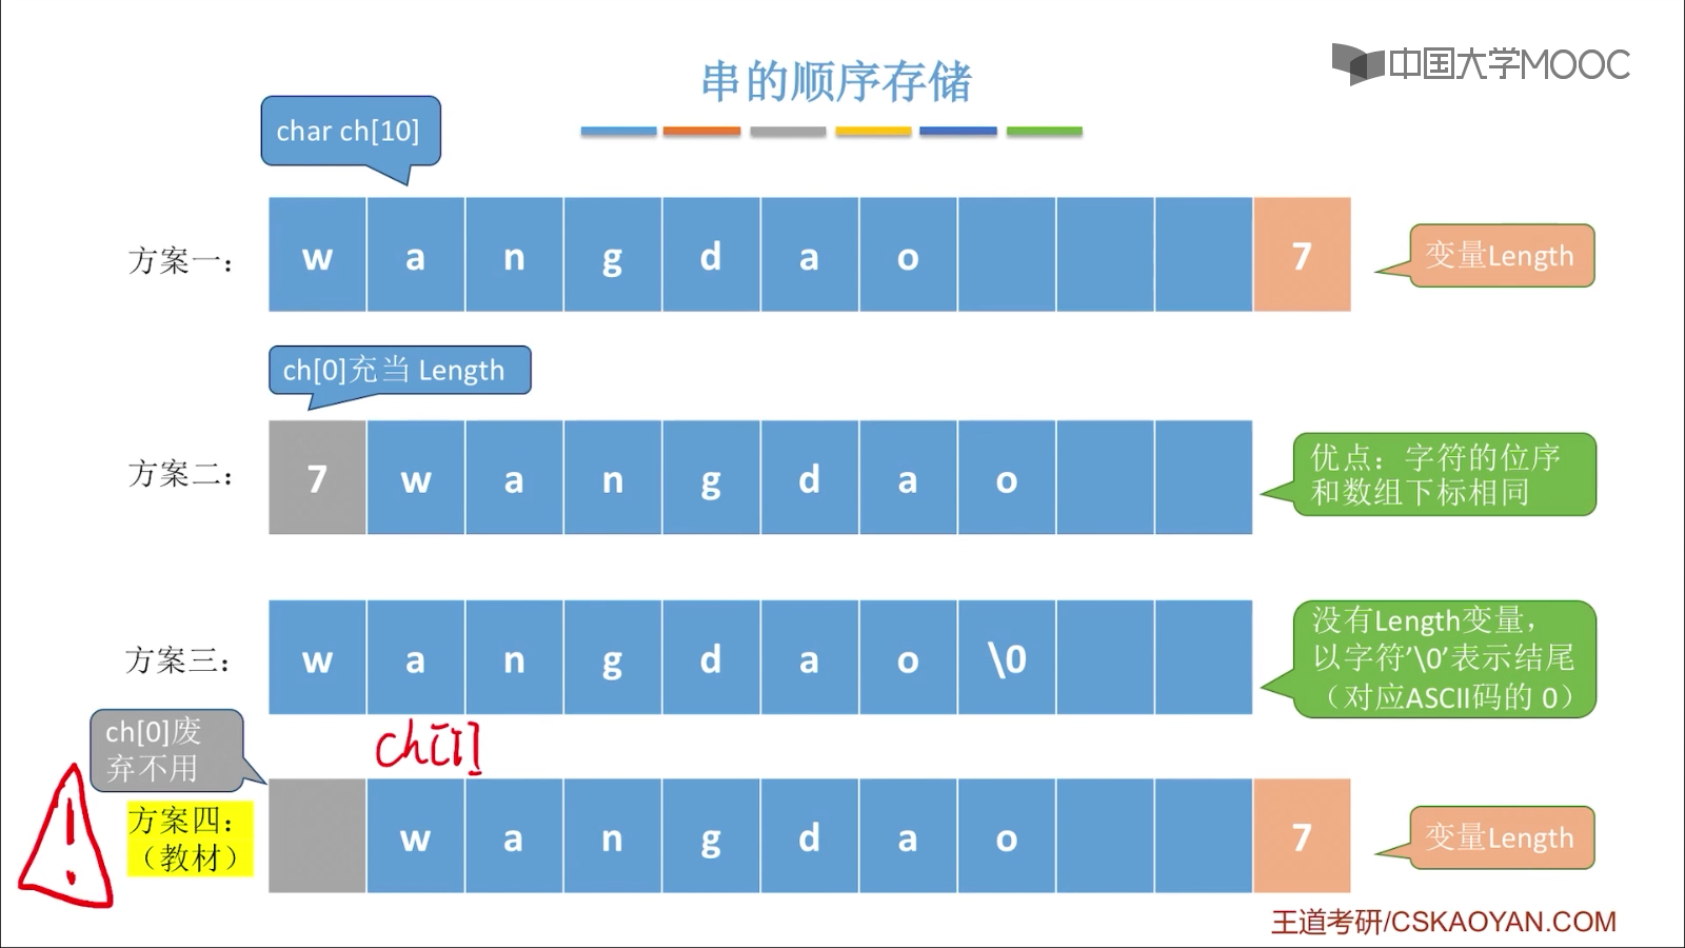 串的顺序存储
中国大学MOOC
char ch[10]
方案一：
w a n g d a o 7
变量Length
ch[0]充当 Length
方案二：
7 w a n g d a o
优点：字符的位序
和数组下标相同
方案三：
w a n g d a o \0
没有Length变量，
以字符’\0’表示结尾
（对应ASCII码的 0）
ch[1]
ch[0]废
弃不用
!
方案四：
（教材）
w a n g d a o 7
变量Length
王道考研/CSKAOYAN.COM